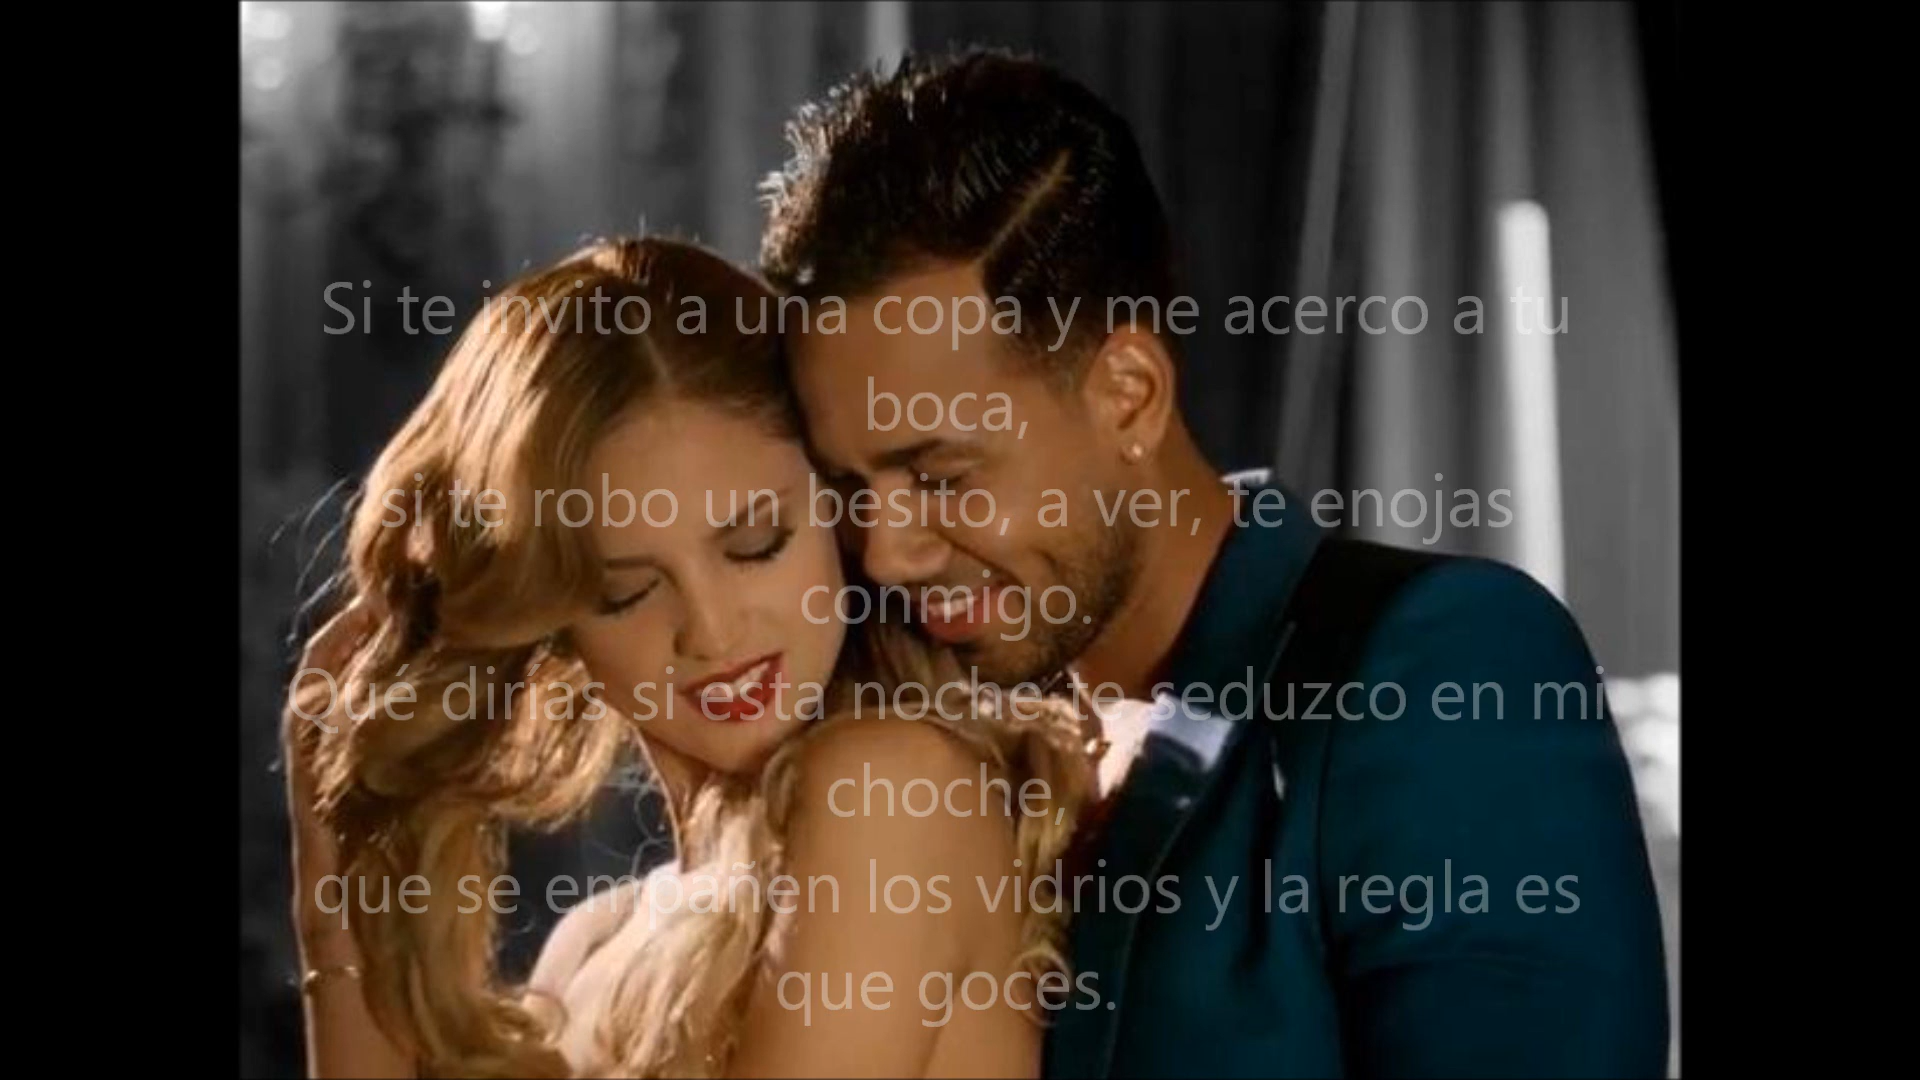 Si te invito a una copa y me acerco a tu
boca,
si te robo un besito, a ver, te enojas
conmigo.
Qué dirías si esta noche te seduzco en mi
choche,
que se empañen los vidrios y la regla es
que goces.